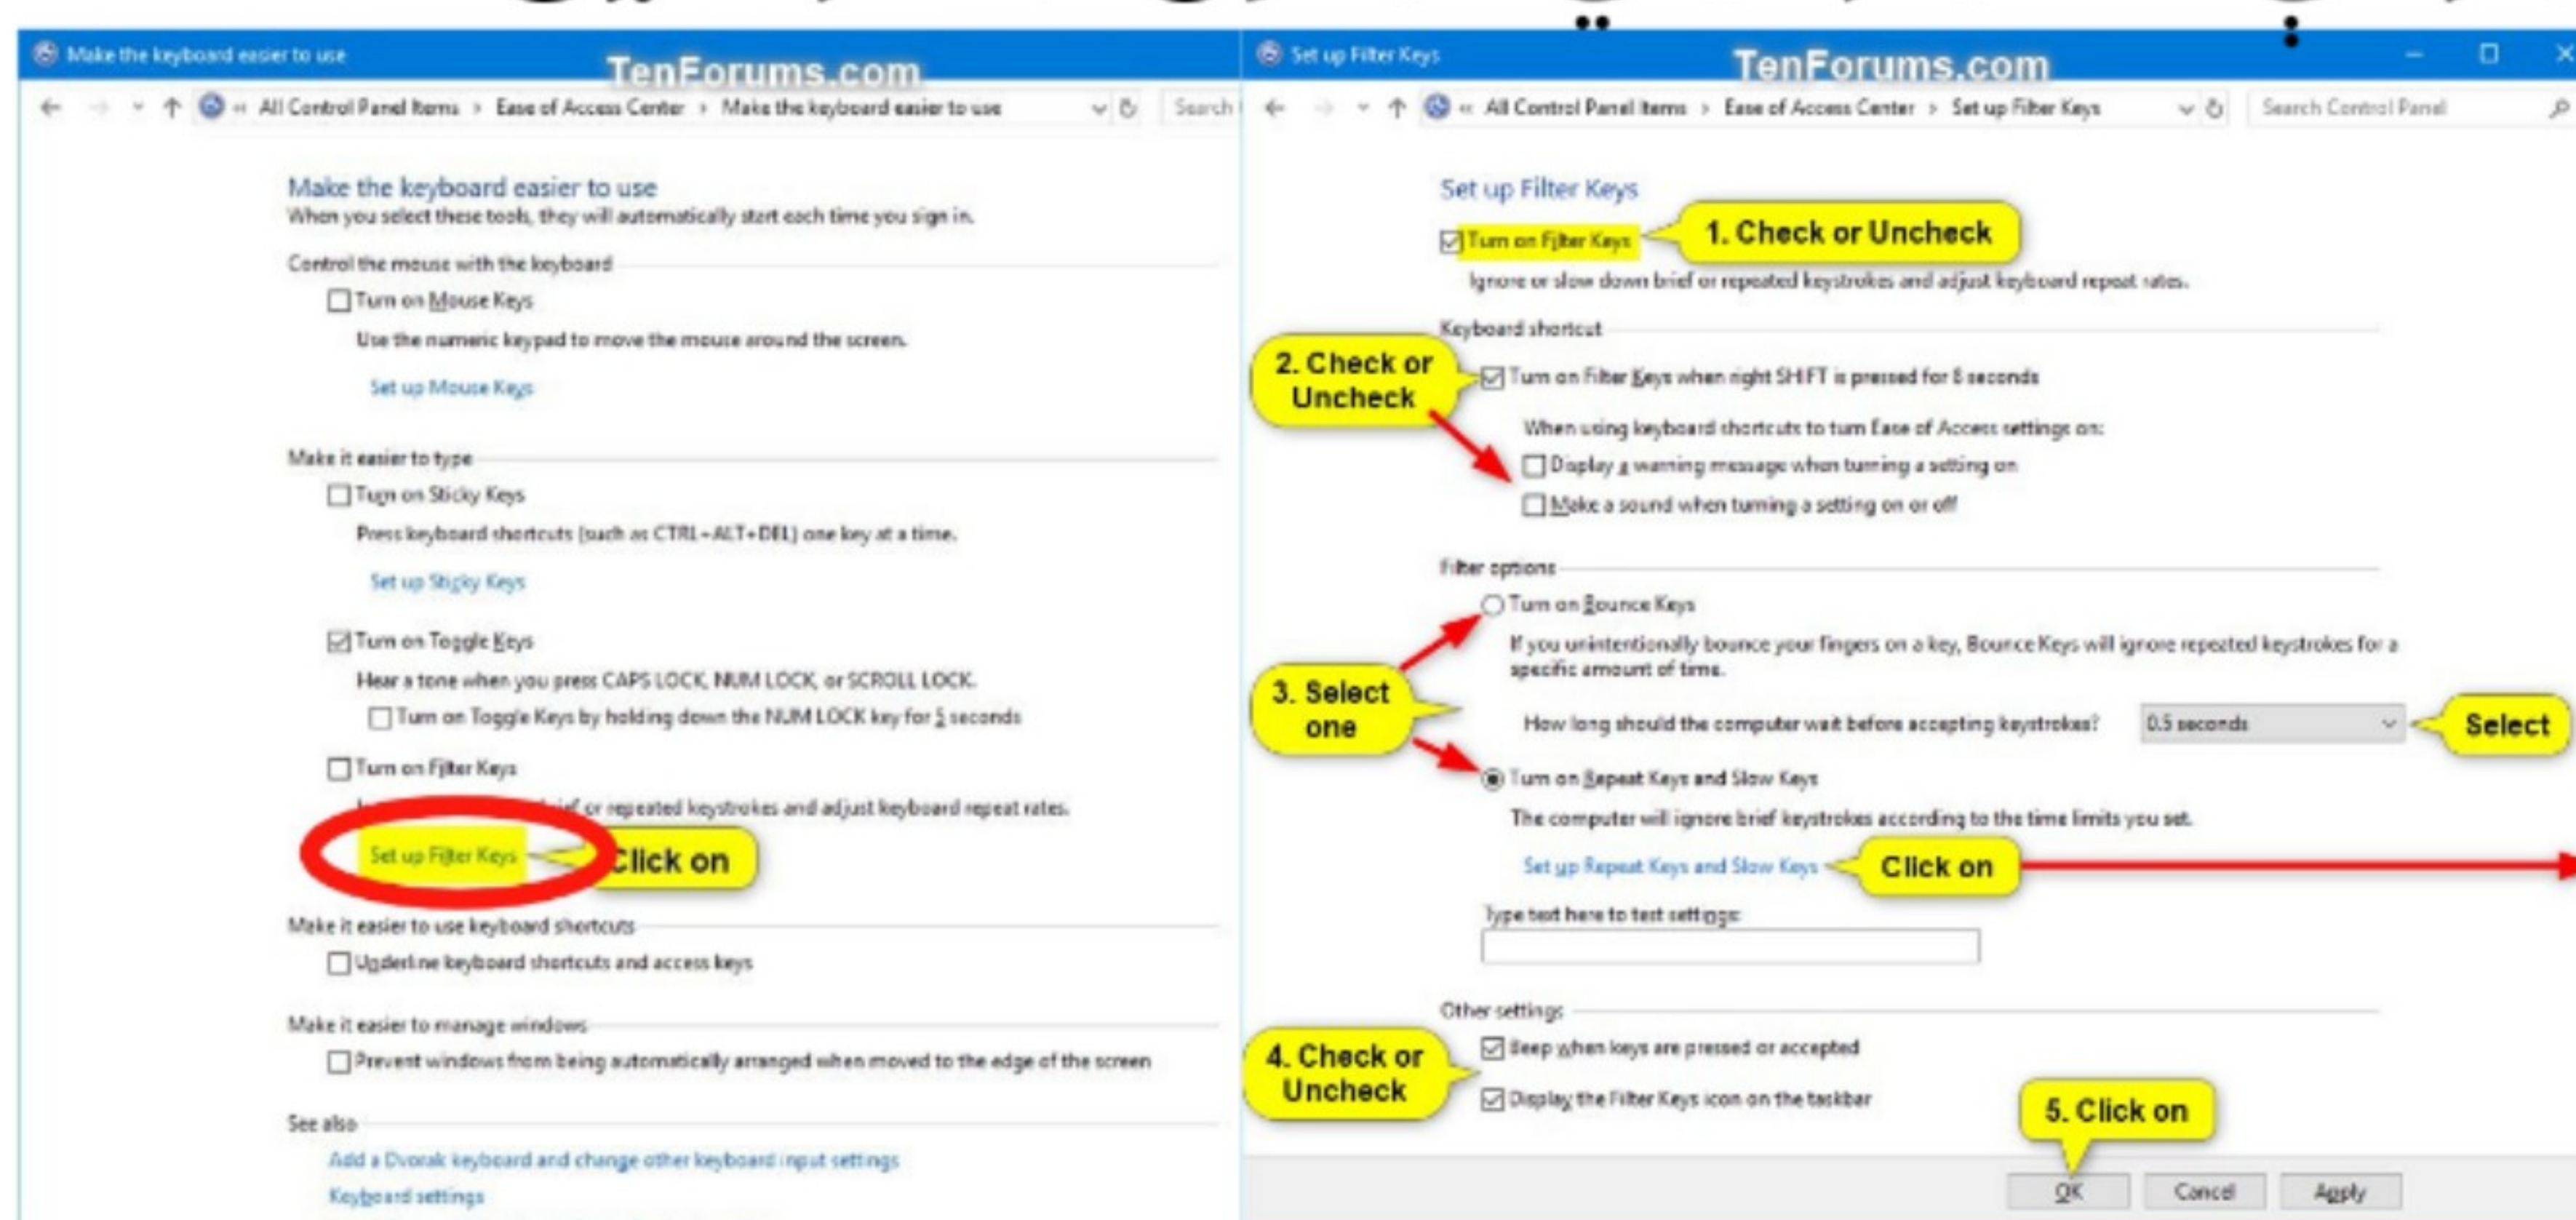 Make the keyboard easier to use
TenForums.com
All Control Panel Items > Ease of Access Center > Make the keyboard easier to use
Search
Make the keyboard easier to use
When you select these tools, they will automatically start each time you sign in.
Control the mouse with the keyboard
Turn on Mouse Keys
Use the numeric keypad to move the mouse around the screen.
Set up Mouse Keys
Make it easier to type
Turn on Sticky Keys
Press keyboard shortcuts (such as CTRL+ALT+DEL) one key at a time.
Set up Sticky Keys
Turn on Toggle Keys
Hear a tone when you press CAPS LOCK, NUM LOCK, or SCROLL LOCK.
Turn on Toggle Keys by holding down the NUM LOCK key for 5 seconds
Turn on Filter Keys
or repeated keystrokes and adjust keyboard repeat rates.
Set up Filter Keys
Click on
Make it easier to use keyboard shortcuts
Underline keyboard shortcuts and access keys
Make it easier to manage windows
Prevent windows from being automatically arranged when moved to the edge of the screen
See also
Add a Dvorak keyboard and change other keyboard input settings
Keyboard settings
Set up Filter Keys
TenForums.com
All Control Panel Items > Ease of Access Center > Set up Filter Keys
Search Control Panel
Set up Filter Keys
Turn on Filter Keys
1. Check or Uncheck
Ignore or slow down brief or repeated keystrokes and adjust keyboard repeat rates.
Keyboard shortcut
2. Check or
Uncheck
Turn on Filter Keys when right SHIFT is pressed for 8 seconds
When using keyboard shortcuts to turn Ease of Access settings on:
Display a warning message when turning a setting on
Make a sound when turning a setting on or off
Filter options
Turn on Bounce Keys
If you unintentionally bounce your fingers on a key, Bounce Keys will ignore repeated keystrokes for a
specific amount of time.
3. Select
one
How long should the computer wait before accepting keystrokes?
0.5 seconds
Select
Turn on Repeat Keys and Slow Keys
The computer will ignore brief keystrokes according to the time limits you set.
Set up Repeat Keys and Slow Keys
Click on
Type text here to test settings:
Other settings
4. Check or
Uncheck
Beep when keys are pressed or accepted
Display the Filter Keys icon on the taskbar
5. Click on
OK
Cancel
Apply